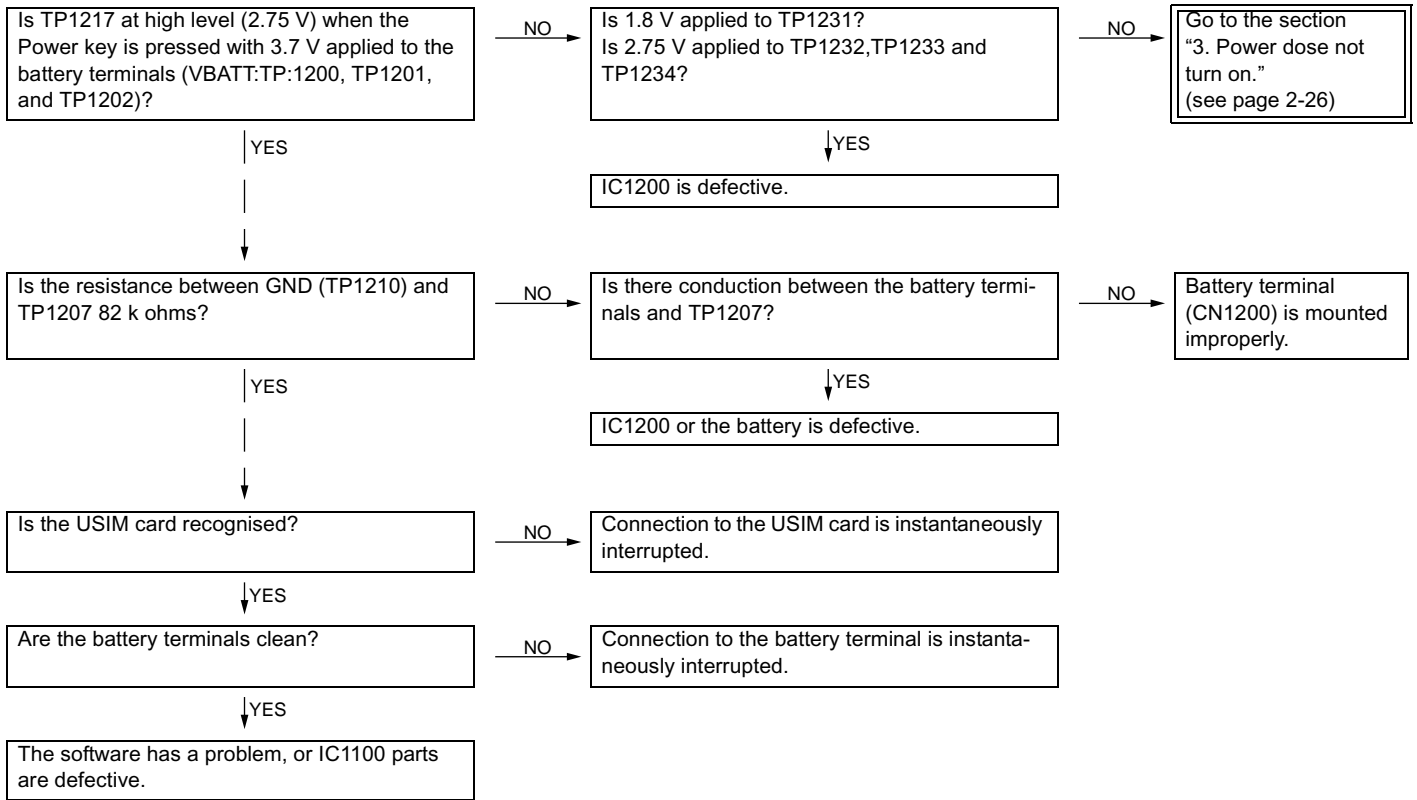 Is TP1217 at high level (2.75 V) when the
Power key is pressed with 3.7 V applied to the
battery terminals (VBATT:TP:1200, TP1201,
and TP1202)?
NO
Is 1.8 V applied to TP1231?
Is 2.75 V applied to TP1232,TP1233 and
TP1234?
NO
Go to the section
“3. Power dose not
turn on.”
(see page 2-26)
YES
YES
IC1200 is defective.
Is the resistance between GND (TP1210) and
TP1207 82 k ohms?
NO
Is there conduction between the battery termi-
nals and TP1207?
NO
Battery terminal
(CN1200) is mounted
improperly.
YES
YES
IC1200 or the battery is defective.
Is the USIM card recognised?
NO
Connection to the USIM card is instantaneously
interrupted.
YES
Are the battery terminals clean?
NO
Connection to the battery terminal is instanta-
neously interrupted.
YES
The software has a problem, or IC1100 parts
are defective.